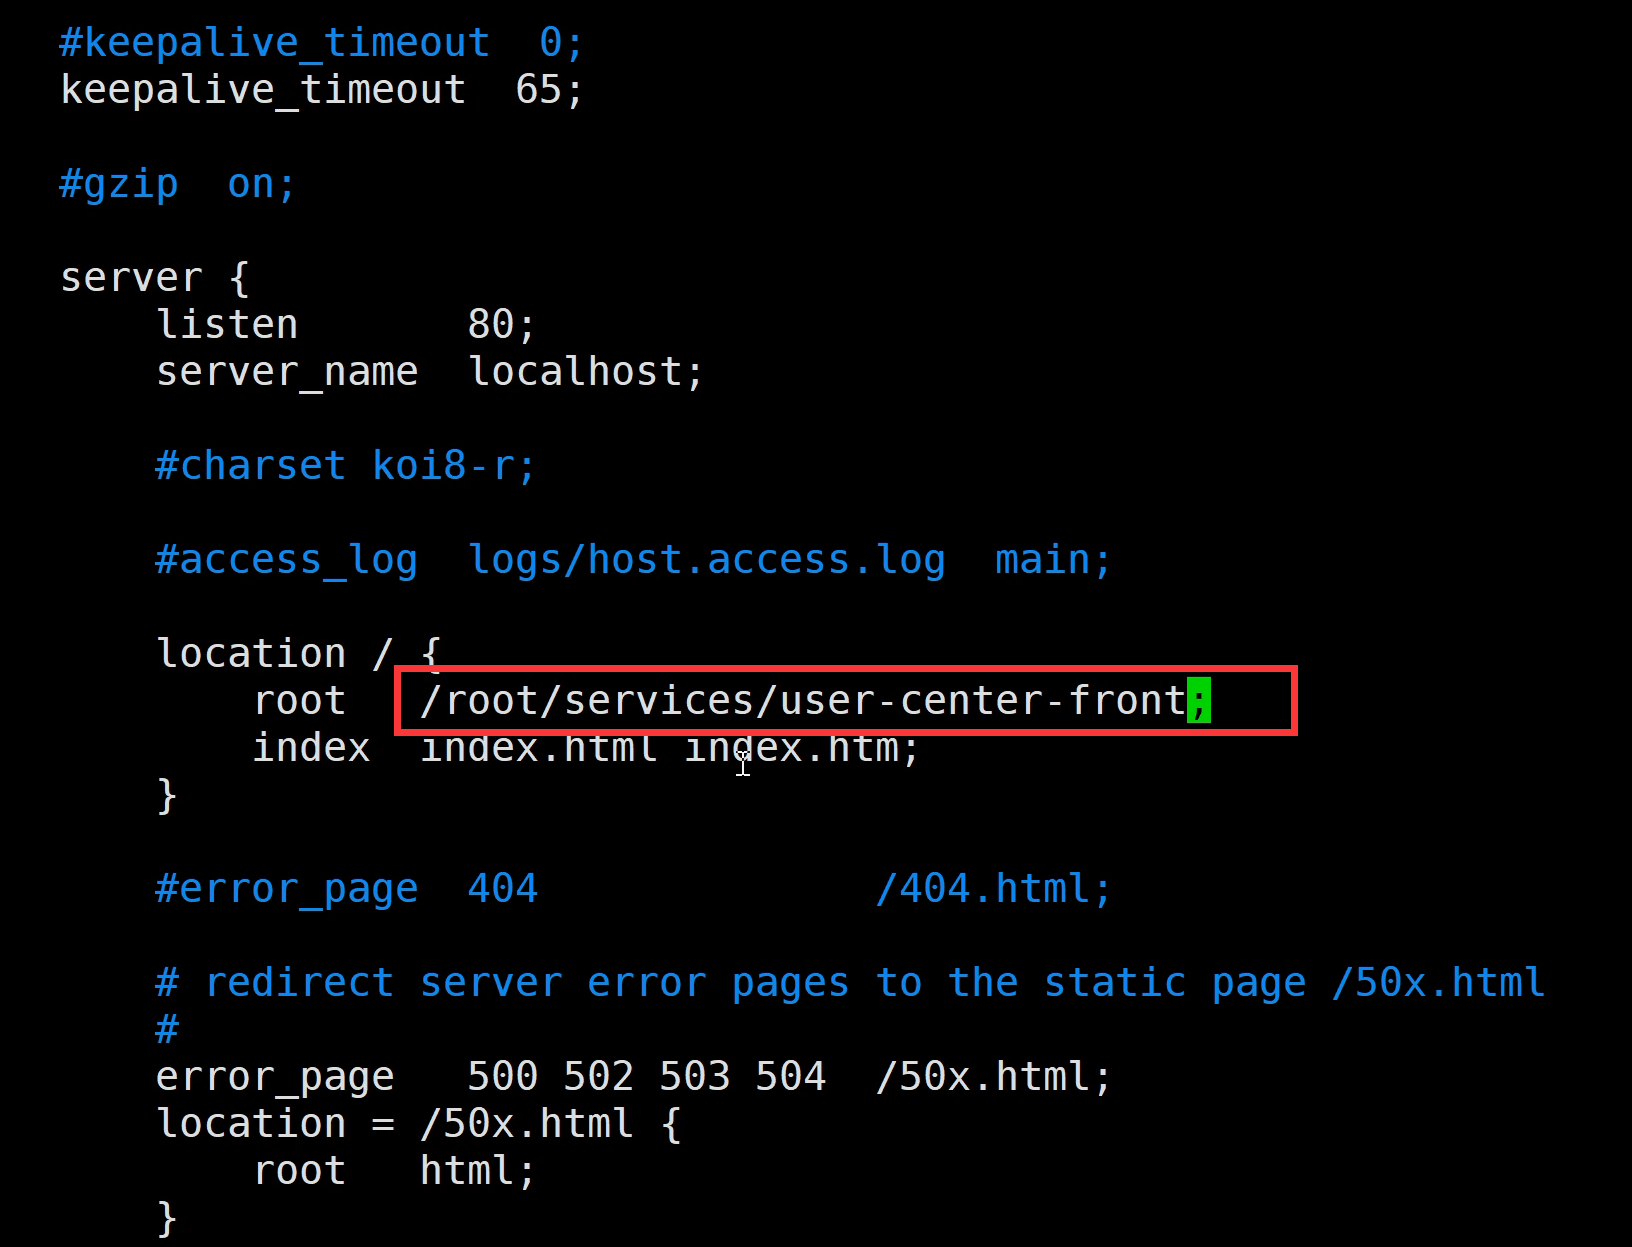 #keepalive_timeout  0;
keepalive_timeout  65;
#gzip  on;
server {
    listen       80;
    server_name  localhost;
    #charset koi8-r;
    #access_log  logs/host.access.log  main;
    location / {
        root   /root/services/user-center-front;
        index  index.html index.htm;
    }
    #error_page  404              /404.html;
    # redirect server error pages to the static page /50x.html
    #
    error_page   500 502 503 504  /50x.html;
    location = /50x.html {
        root   html;
    }